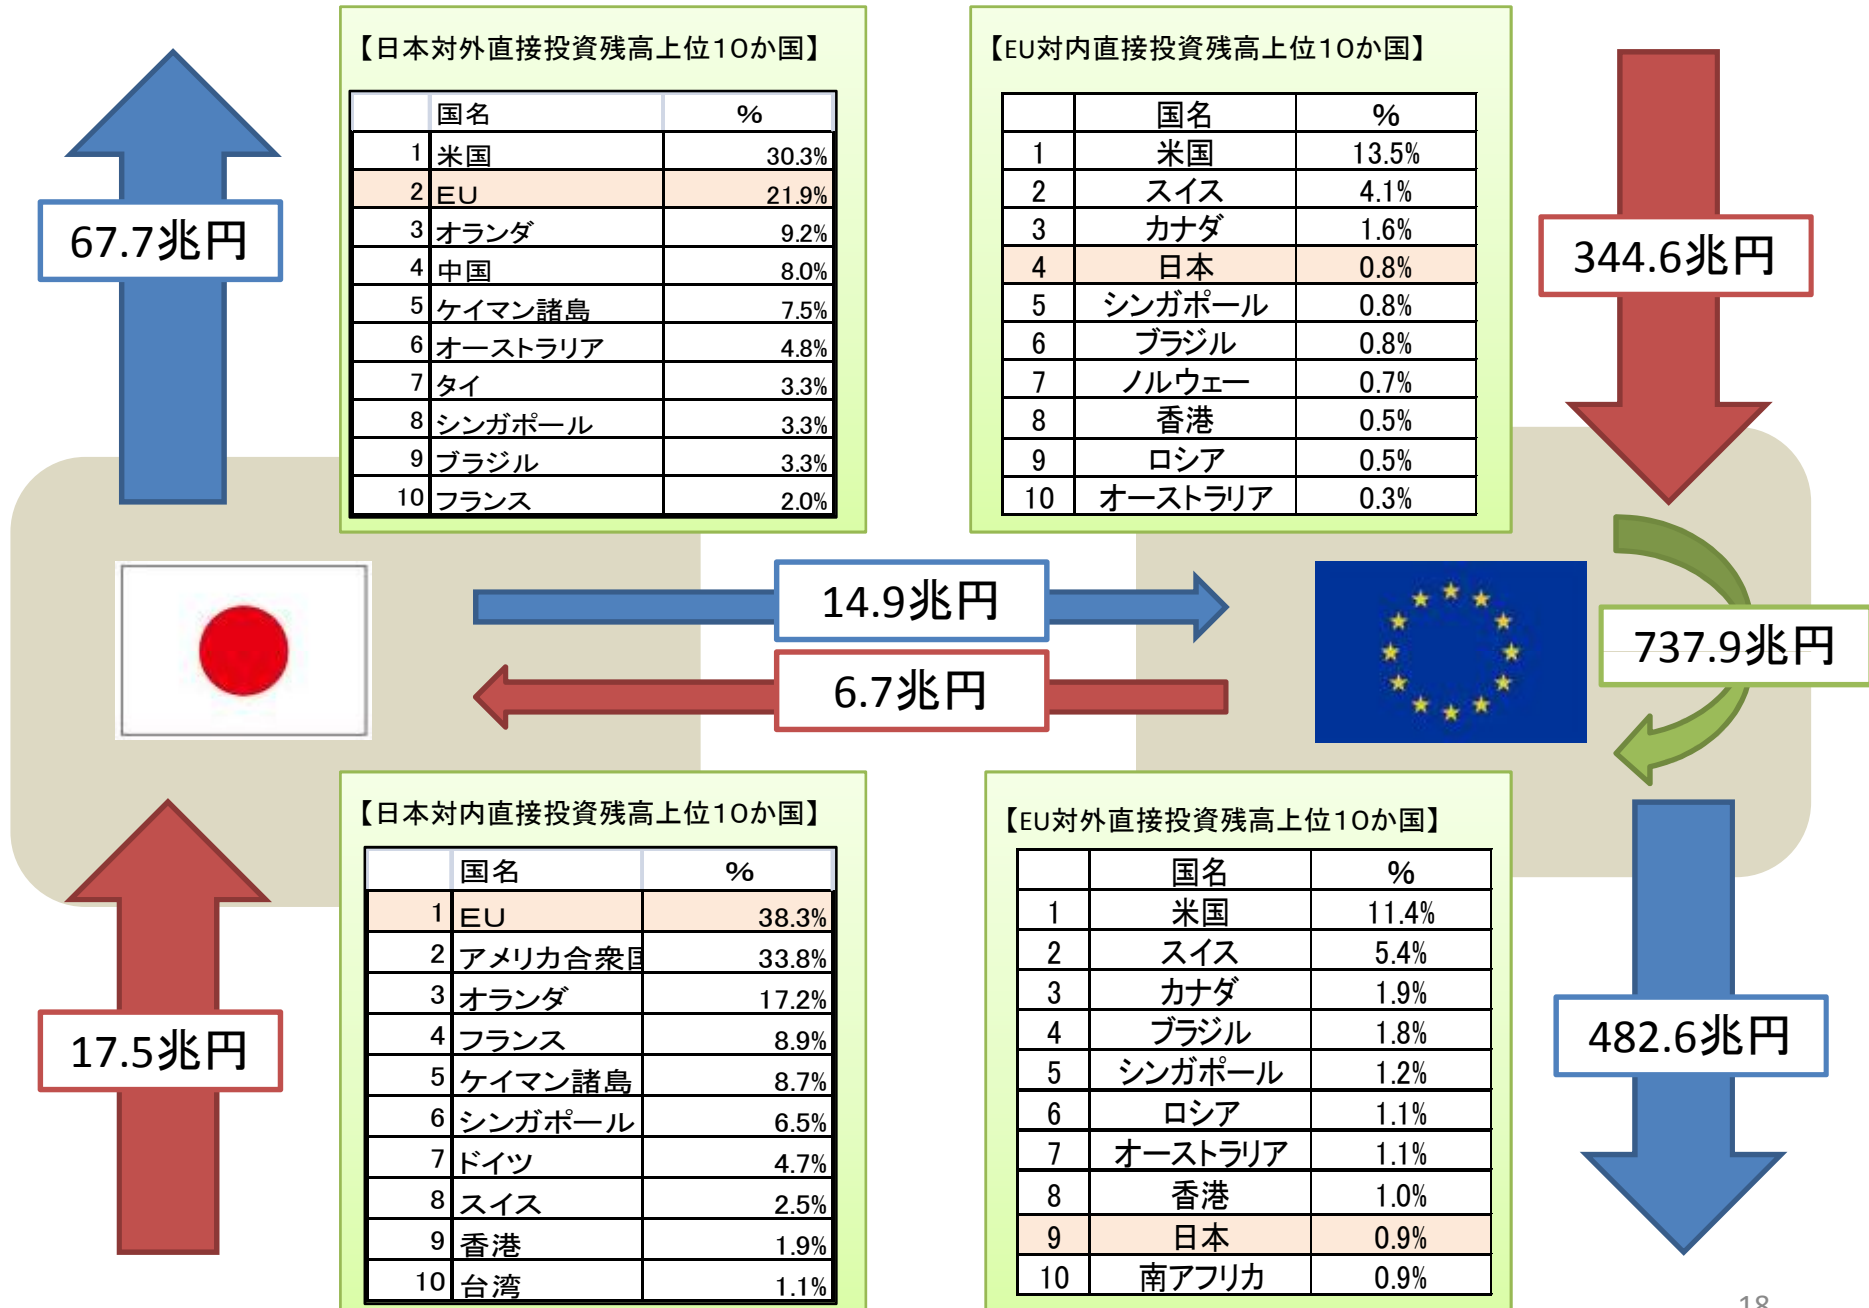 【日本対外直接投資残高上位１０か国】
国名 %
1 米国 30.3%
2 ＥＵ 21.9%
3 オランダ 9.2%
4 中国 8.0%
5 ケイマン諸島 7.5%
6 オーストラリア 4.8%
7 タイ 3.3%
8 シンガポール 3.3%
9 ブラジル 3.3%
10 フランス 2.0%
【EU対内直接投資残高上位１０か国】
国名 %
1 米国 13.5%
2 スイス 4.1%
3 カナダ 1.6%
4 日本 0.8%
5 シンガポール 0.8%
6 ブラジル 0.8%
7 ノルウェー 0.7%
8 香港 0.5%
9 ロシア 0.5%
10 オーストラリア 0.3%
67.7兆円
344.6兆円
14.9兆円
6.7兆円
737.9兆円
【日本対内直接投資残高上位１０か国】
国名 %
1 ＥＵ 38.3%
2 アメリカ合衆国 33.8%
3 オランダ 17.2%
4 フランス 8.9%
5 ケイマン諸島 8.7%
6 シンガポール 6.5%
7 ドイツ 4.7%
8 スイス 2.5%
9 香港 1.9%
10 台湾 1.1%
【EU対外直接投資残高上位１０か国】
国名 %
1 米国 11.4%
2 スイス 5.4%
3 カナダ 1.9%
4 ブラジル 1.8%
5 シンガポール 1.2%
6 ロシア 1.1%
7 オーストラリア 1.1%
8 香港 1.0%
9 日本 0.9%
10 南アフリカ 0.9%
17.5兆円
482.6兆円
18